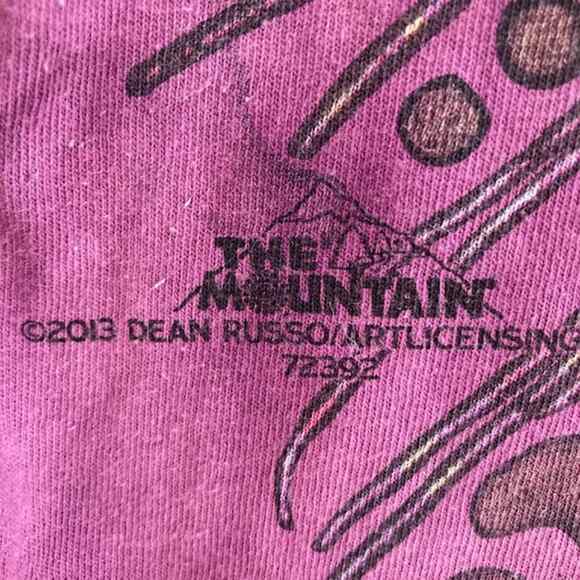 THE
MOUNTAIN
©2013 DEAN RUSSO/ARTLICENSING
72392